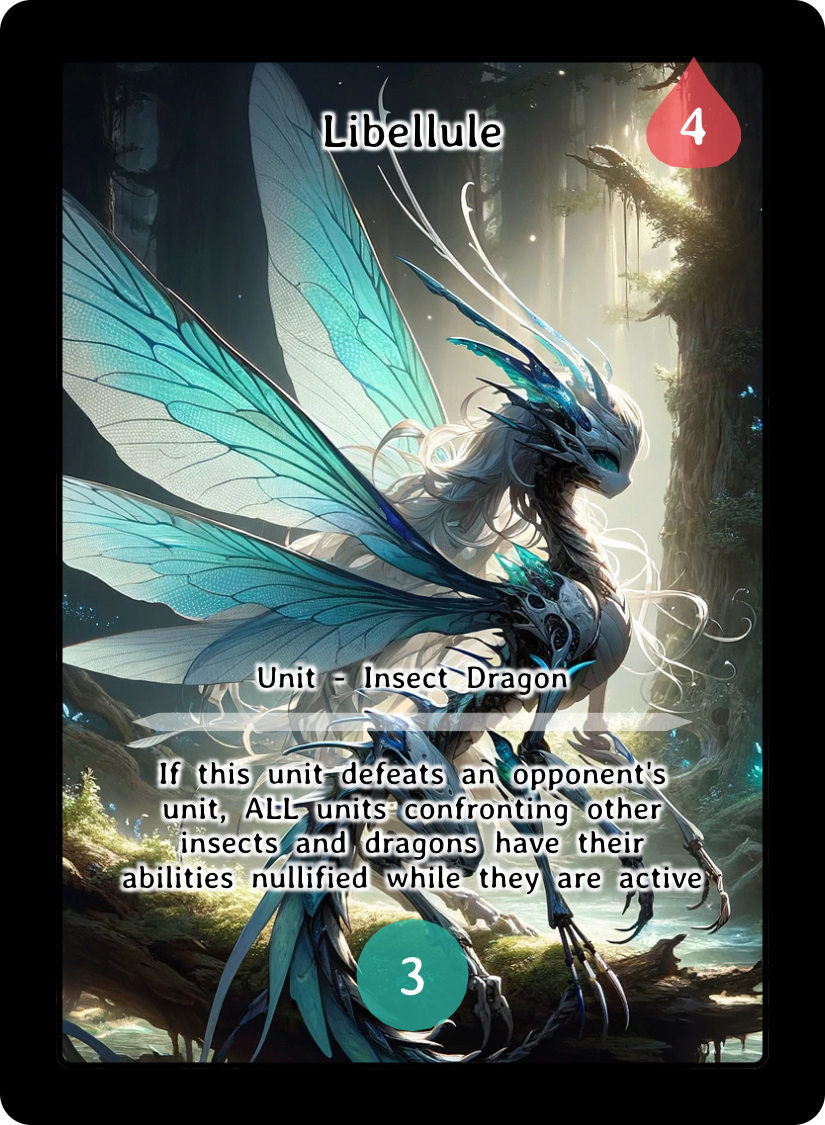 Libellule
4
Unit - Insect Dragon
If this unit defeats an opponent's
unit, ALL units confronting other
insects and dragons have their
abilities nullified while they are active
3